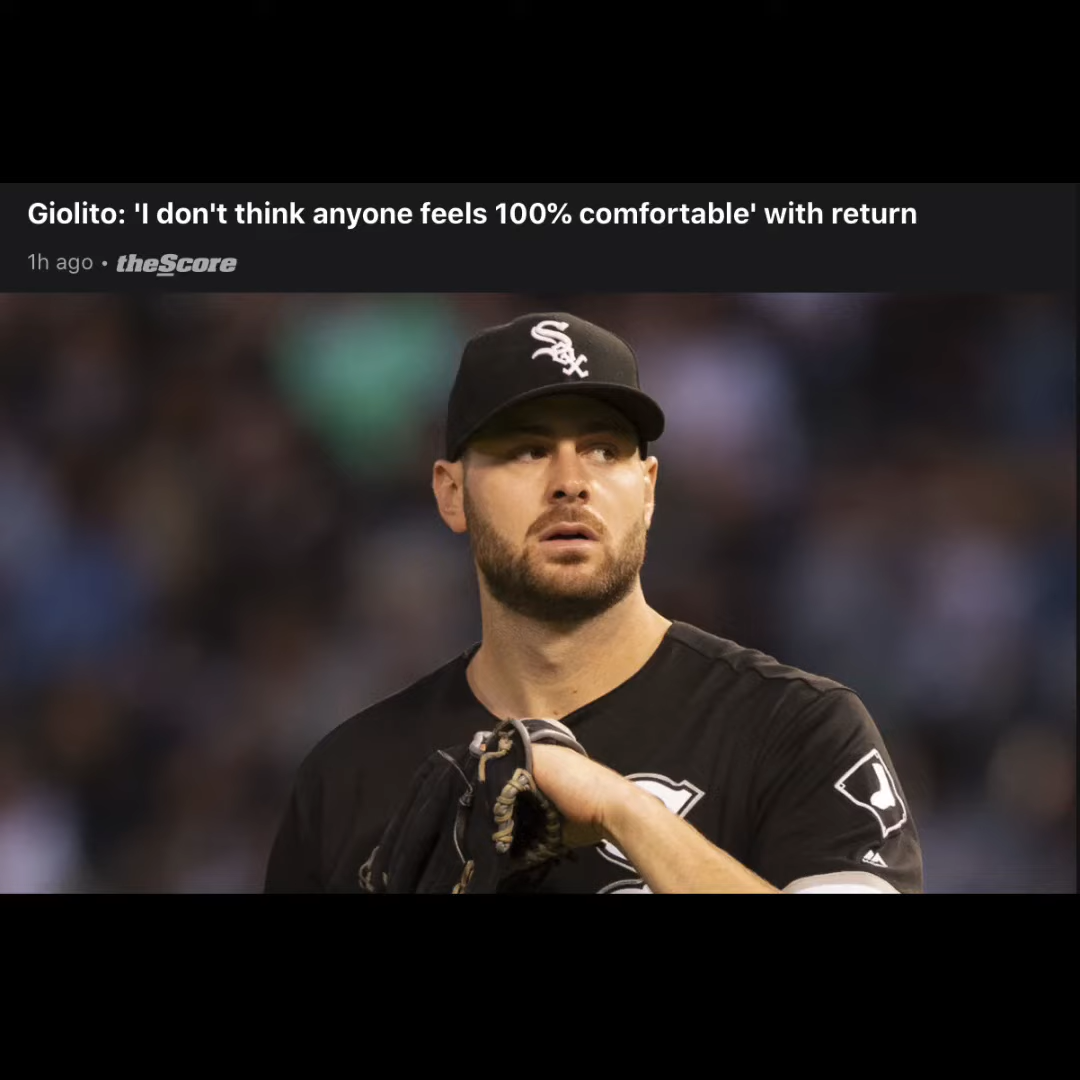 Giolito: 'I don't think anyone feels 100% comfortable' with return
1h ago • theScore
Sox